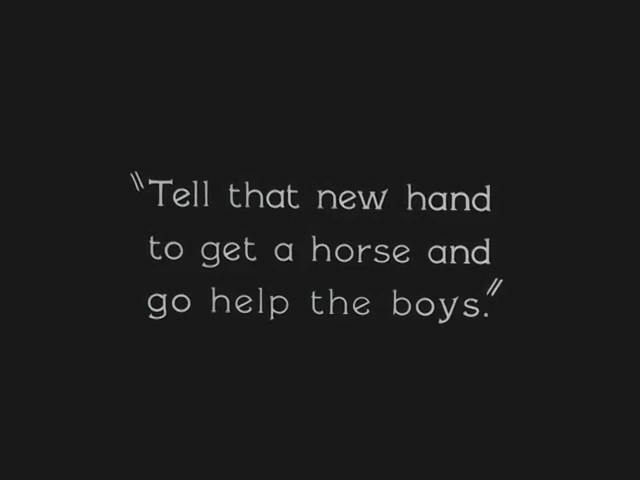 "Tell that new hand
to get a horse and
go help the boys."